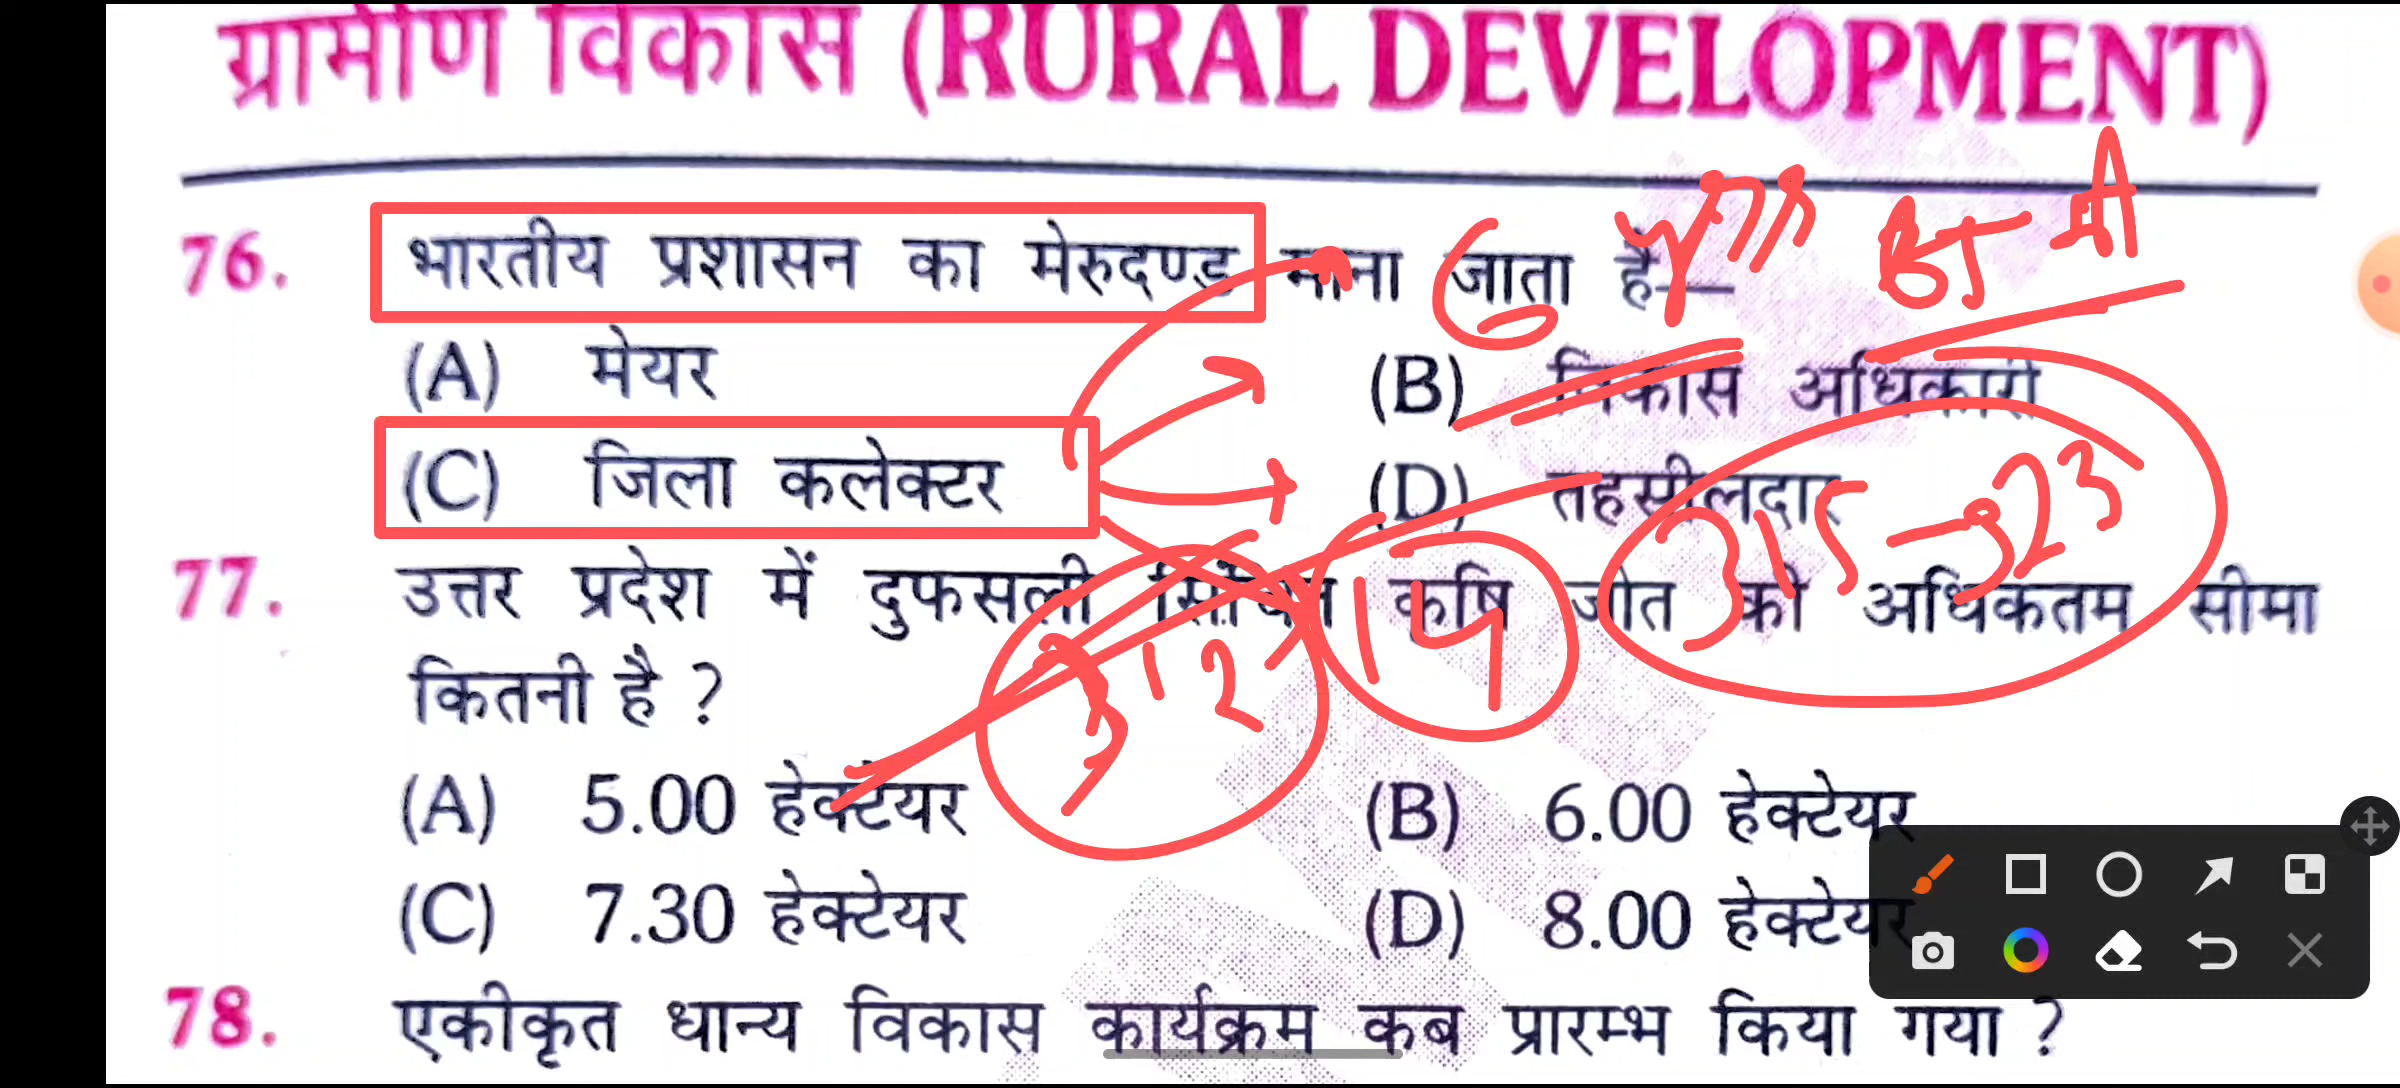 ग्रामीण विकास (RURAL DEVELOPMENT)
76. भारतीय प्रशासन का मेरुदण्ड माना जाता है—
(A) मेयर (B) विकास अधिकारी
(C) जिला कलेक्टर (D) तहसीलदार
315 - 323
77. उत्तर प्रदेश में दुफसली सिंचित कृषि जोत की अधिकतम सीमा
कितनी है ?
312 14
(A) 5.00 हेक्टेयर (B) 6.00 हेक्टेयर
(C) 7.30 हेक्टेयर (D) 8.00 हेक्टेयर
78. एकीकृत धान्य विकास कार्यक्रम कब प्रारम्भ किया गया ?